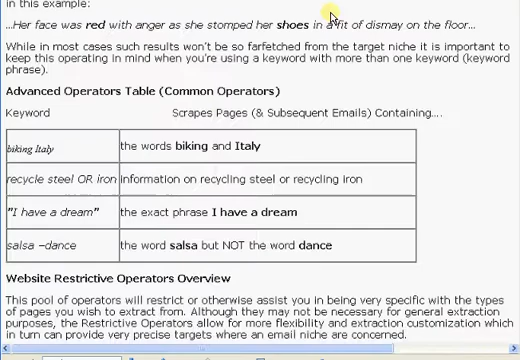 in this example:
...Her face was red with anger as she stomped her shoes in a fit of dismay on the floor...
While in most cases such results won't be so farfetched from the target niche it is important to
keep this operating in mind when you're using a keyword with more than one keyword (keyword
phrase).
Advanced Operators Table (Common Operators)
Keyword Scrapes Pages (& Subsequent Emails) Containing....
biking Italy the words biking and Italy
recycle steel OR iron information on recycling steel or recycling iron
"I have a dream" the exact phrase I have a dream
salsa –dance the word salsa but NOT the word dance
Website Restrictive Operators Overview
This pool of operators will restrict or otherwise assist you in being very specific with the types
of pages you wish to extract from. Although they may not be necessary for general extraction
purposes, the Restrictive Operators allow for more flexibility and extraction customization which
in turn can provide very precise targets where an email niche are concerned.